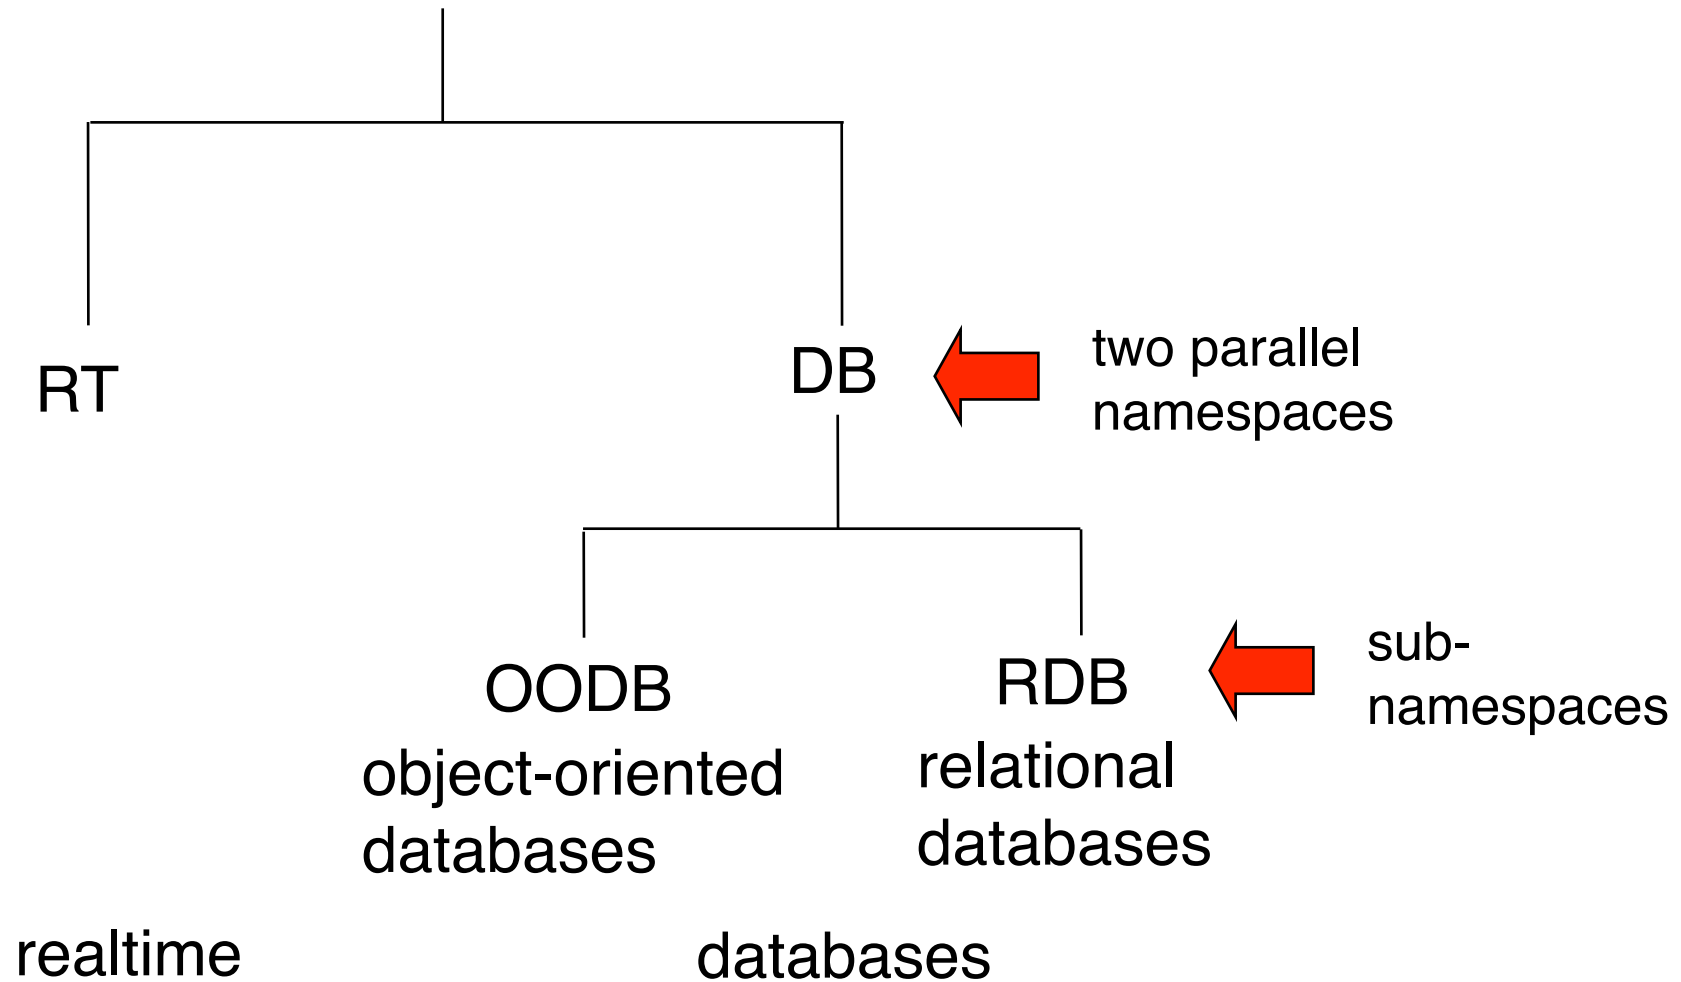 RT
DB
two parallel
namespaces
OODB
object-oriented
databases
RDB
relational
databases
sub-
namespaces
realtime
databases